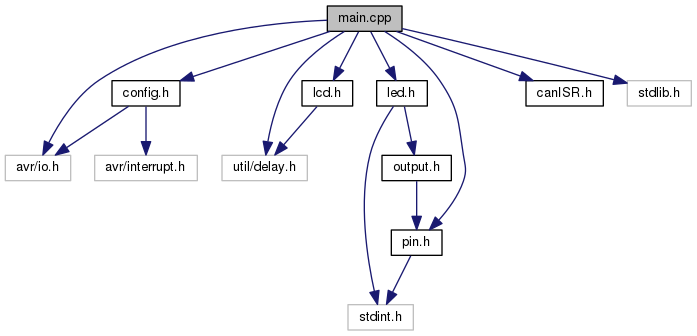 main.cpp
config.h
lcd.h
led.h
canISR.h
stdlib.h
avr/io.h
avr/interrupt.h
util/delay.h
output.h
pin.h
stdint.h